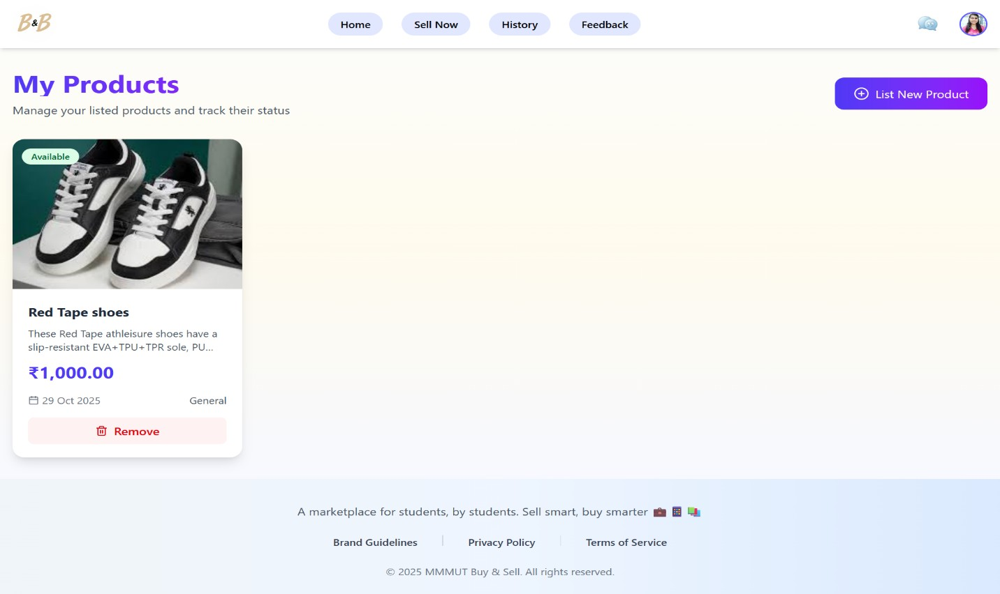 B&B
Home
Sell Now
History
Feedback
My Products
Manage your listed products and track their status
List New Product
Available
Red Tape shoes
These Red Tape athleisure shoes have a
slip-resistant EVA+TPU+TPR sole, PU...
₹1,000.00
29 Oct 2025
General
Remove
A marketplace for students, by students. Sell smart, buy smarter
Brand Guidelines
Privacy Policy
Terms of Service
© 2025 MMMUT Buy & Sell. All rights reserved.